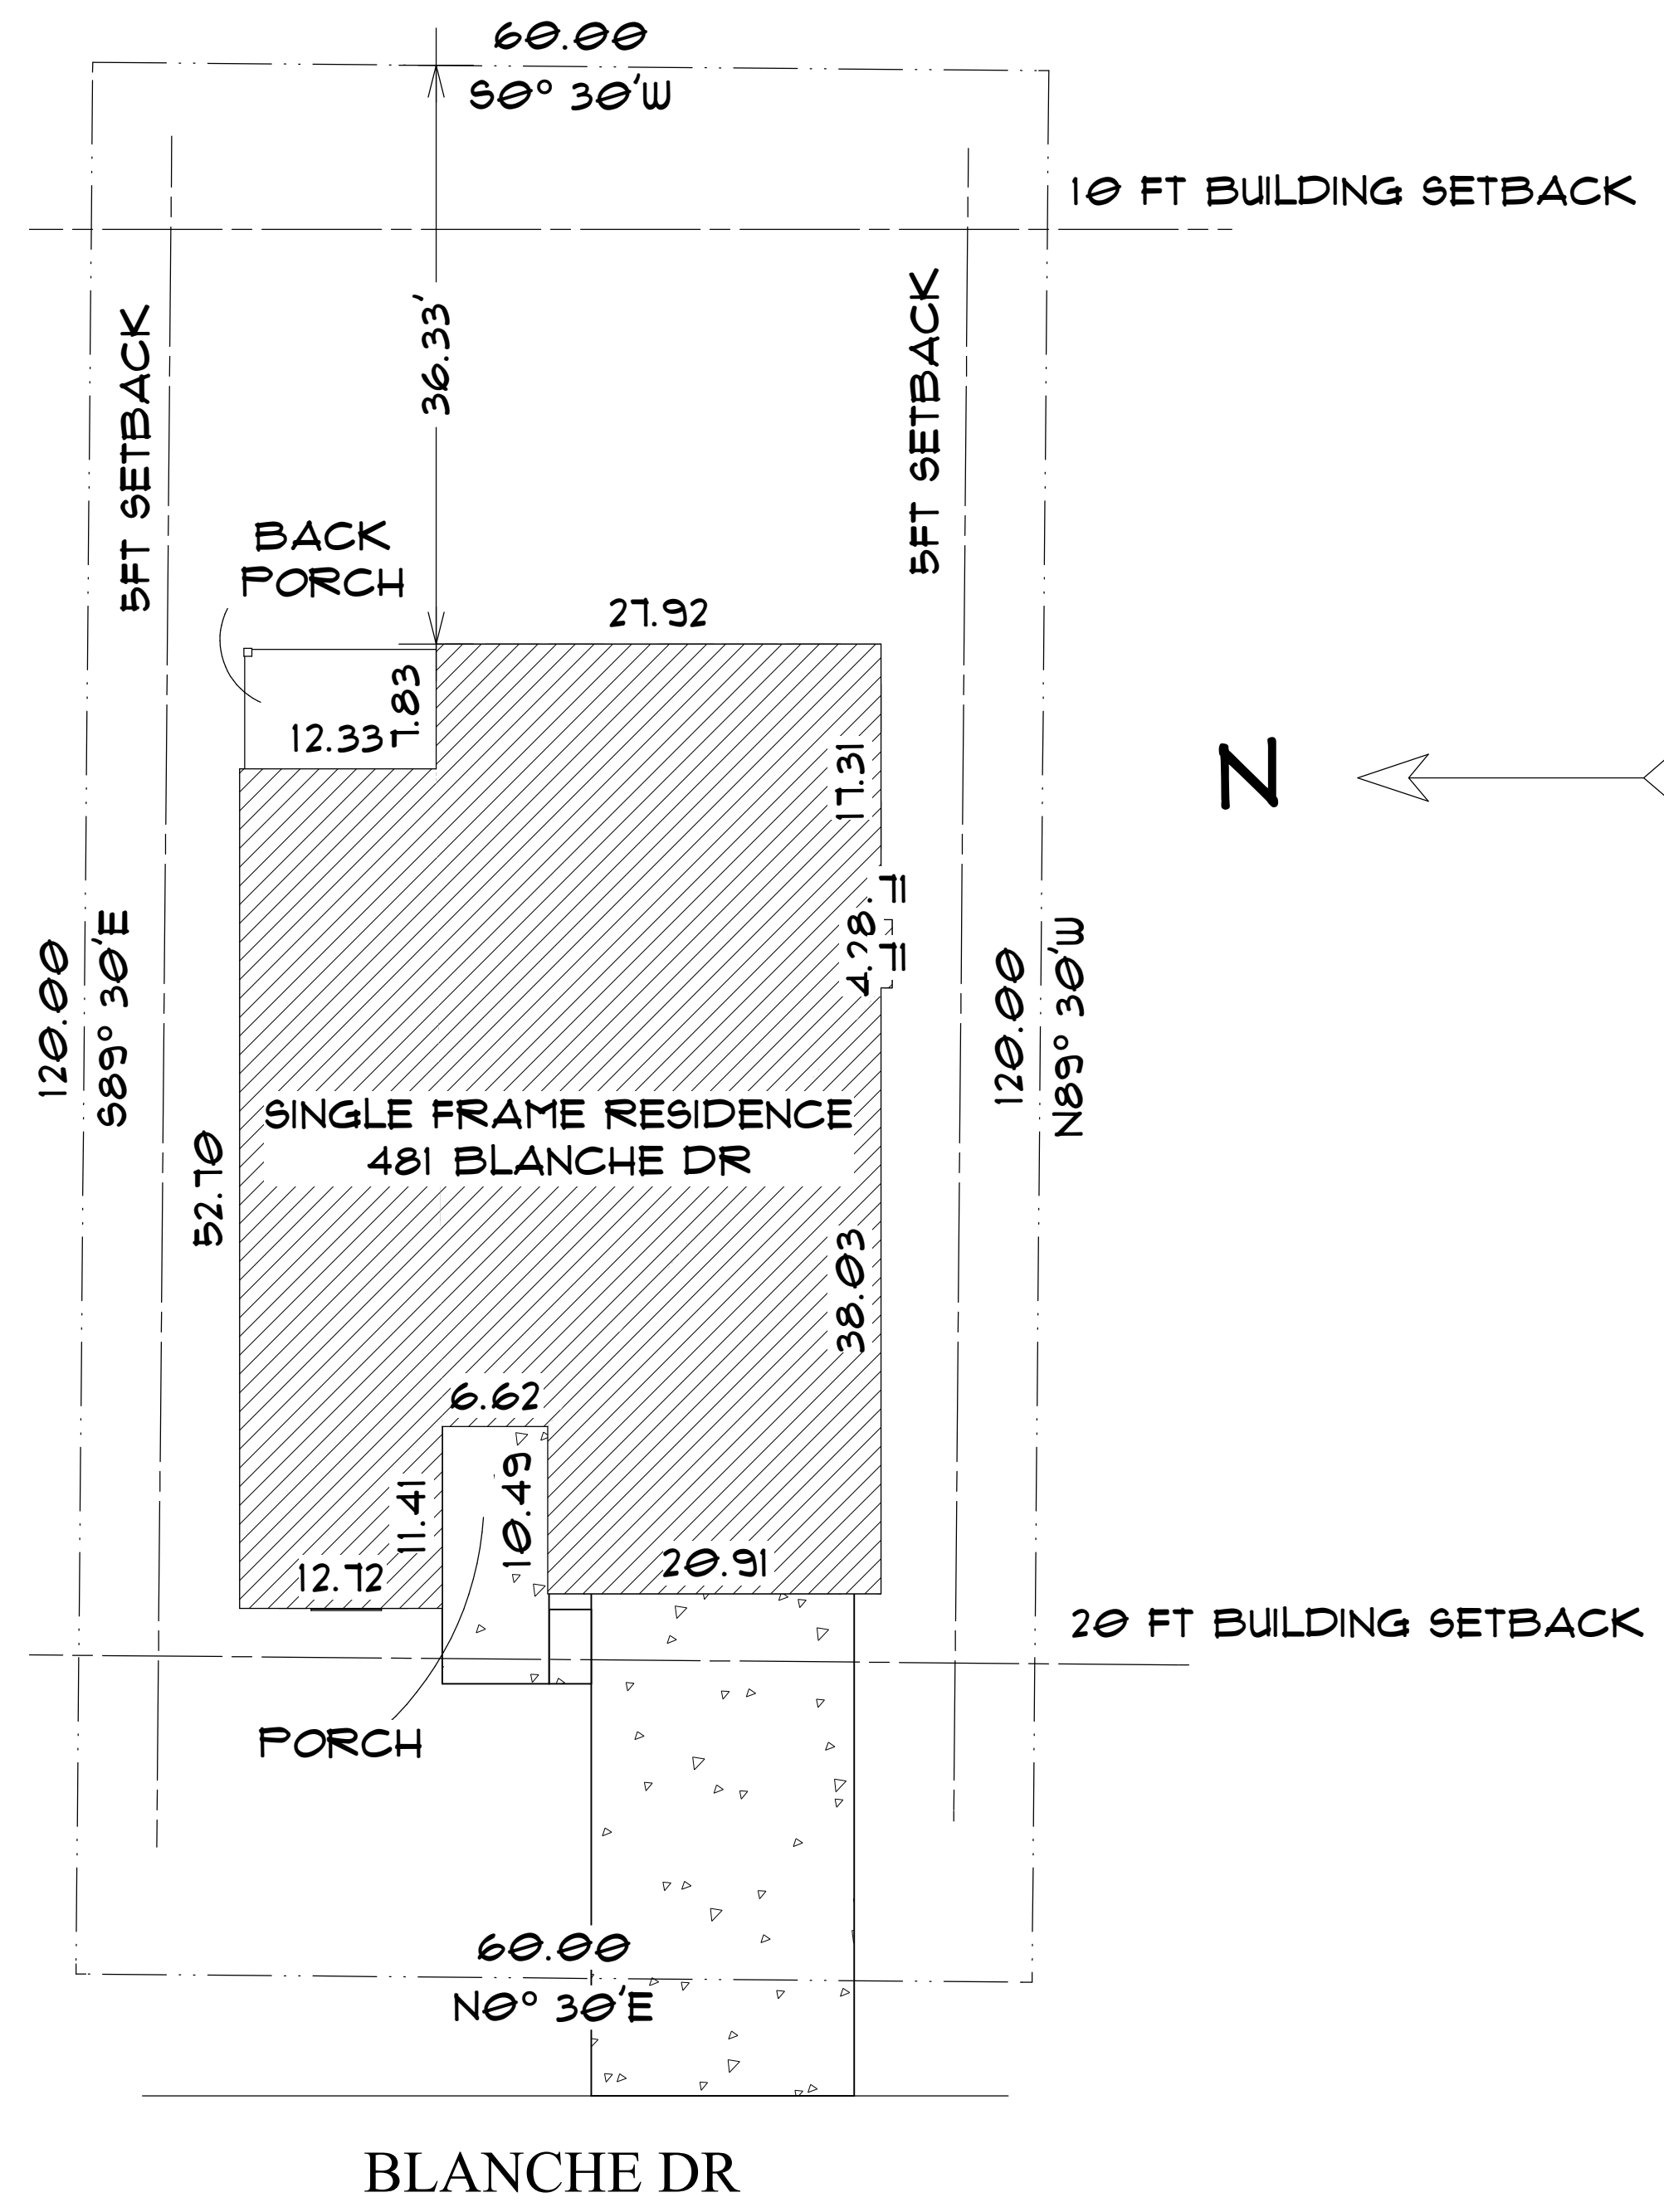 60.00
S0° 30'W
10 FT BUILDING SETBACK
5FT SETBACK
36.33'
5FT SETBACK
BACK
PORCH
27.92
7.83
12.33
17.31
N
.71
4.28
.71
120.00
S89° 30'E
120.00
N89° 30'W
SINGLE FRAME RESIDENCE
481 BLANCHE DR
52.70
38.03
6.62
11.41
10.49
12.72
20.91
20 FT BUILDING SETBACK
PORCH
60.00
N0° 30'E
BLANCHE DR